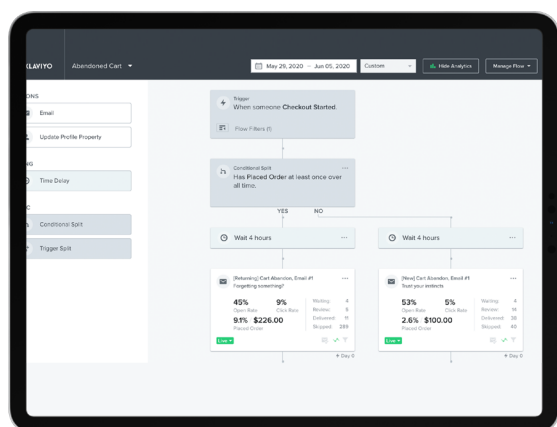 KLAVIYO
Abandoned Cart
May 29, 2020 – Jun 05, 2020
Custom
Hide Analytics
Manage Flow
ONS
Email
Update Profile Property
NG
Time Delay
C
Conditional Split
Trigger Split
Trigger
When someone Checkout Started.
Flow Filters (1)
Conditional Split
Has Placed Order at least once over
all time.
YES
NO
Wait 4 hours
[Returning] Cart Abandon, Email #1
Forgetting something?
45%
Open Rate
9%
Click Rate
9.1% $226.00
Placed Order
Waiting 4
Review 0
Delivered 11
Skipped 289
Live
Day 0
Wait 4 hours
[New] Cart Abandon, Email #1
Trust your instincts
53%
Open Rate
5%
Click Rate
2.6% $100.00
Placed Order
Waiting 4
Review 14
Delivered 38
Skipped 40
Live
Day 0